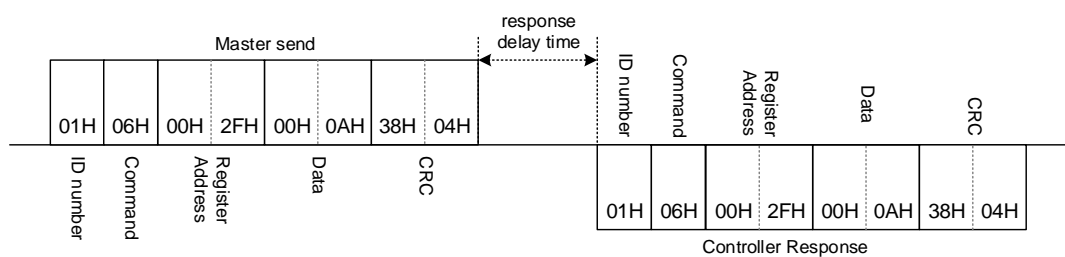 response
delay time
Master send
01H 06H 00H 2FH 00H 0AH 38H 04H
ID number
Command
Register
Address
Data
CRC
ID number
Command
Register
Address
Data
CRC
01H 06H 00H 2FH 00H 0AH 38H 04H
Controller Response